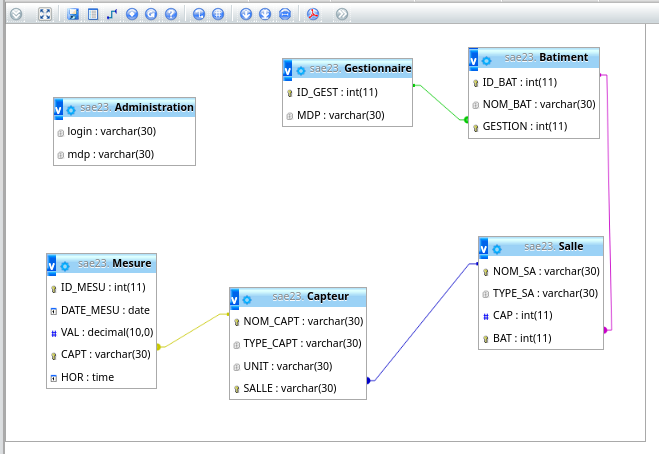 sae23. Administration
login : varchar(30)
mdp : varchar(30)
sae23. Gestionnaire
ID_GEST : int(11)
MDP : varchar(30)
sae23. Batiment
ID_BAT : int(11)
NOM_BAT : varchar(30)
GESTION : int(11)
sae23. Mesure
ID_MESU : int(11)
DATE_MESU : date
VAL : decimal(10,0)
CAPT : varchar(30)
HOR : time
sae23. Capteur
NOM_CAPT : varchar(30)
TYPE_CAPT : varchar(30)
UNIT : varchar(30)
SALLE : varchar(30)
sae23. Salle
NOM_SA : varchar(30)
TYPE_SA : varchar(30)
CAP : int(11)
BAT : int(11)